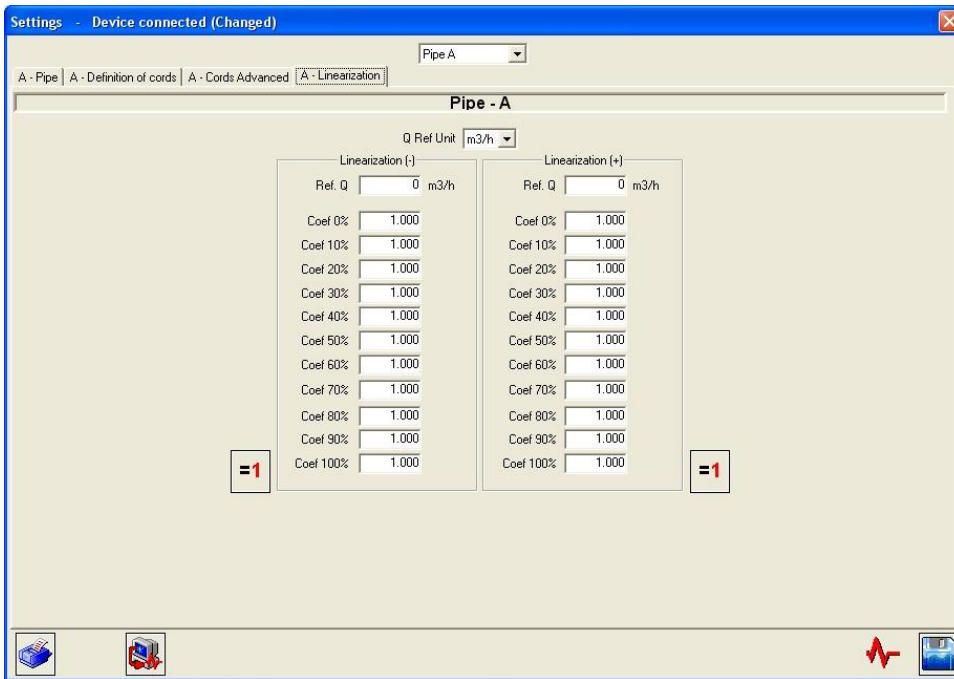 Settings - Device connected (Changed)
Pipe A
A - Pipe A - Definition of cords A - Cords Advanced A - Linearization
Pipe - A
Q Ref Unit m3/h
Linearization (-) Linearization (+)
Ref. Q 0 m3/h Ref. Q 0 m3/h
Coef 0% 1.000 Coef 0% 1.000
Coef 10% 1.000 Coef 10% 1.000
Coef 20% 1.000 Coef 20% 1.000
Coef 30% 1.000 Coef 30% 1.000
Coef 40% 1.000 Coef 40% 1.000
Coef 50% 1.000 Coef 50% 1.000
Coef 60% 1.000 Coef 60% 1.000
Coef 70% 1.000 Coef 70% 1.000
Coef 80% 1.000 Coef 80% 1.000
Coef 90% 1.000 Coef 90% 1.000
=1 Coef 100% 1.000 Coef 100% 1.000 =1